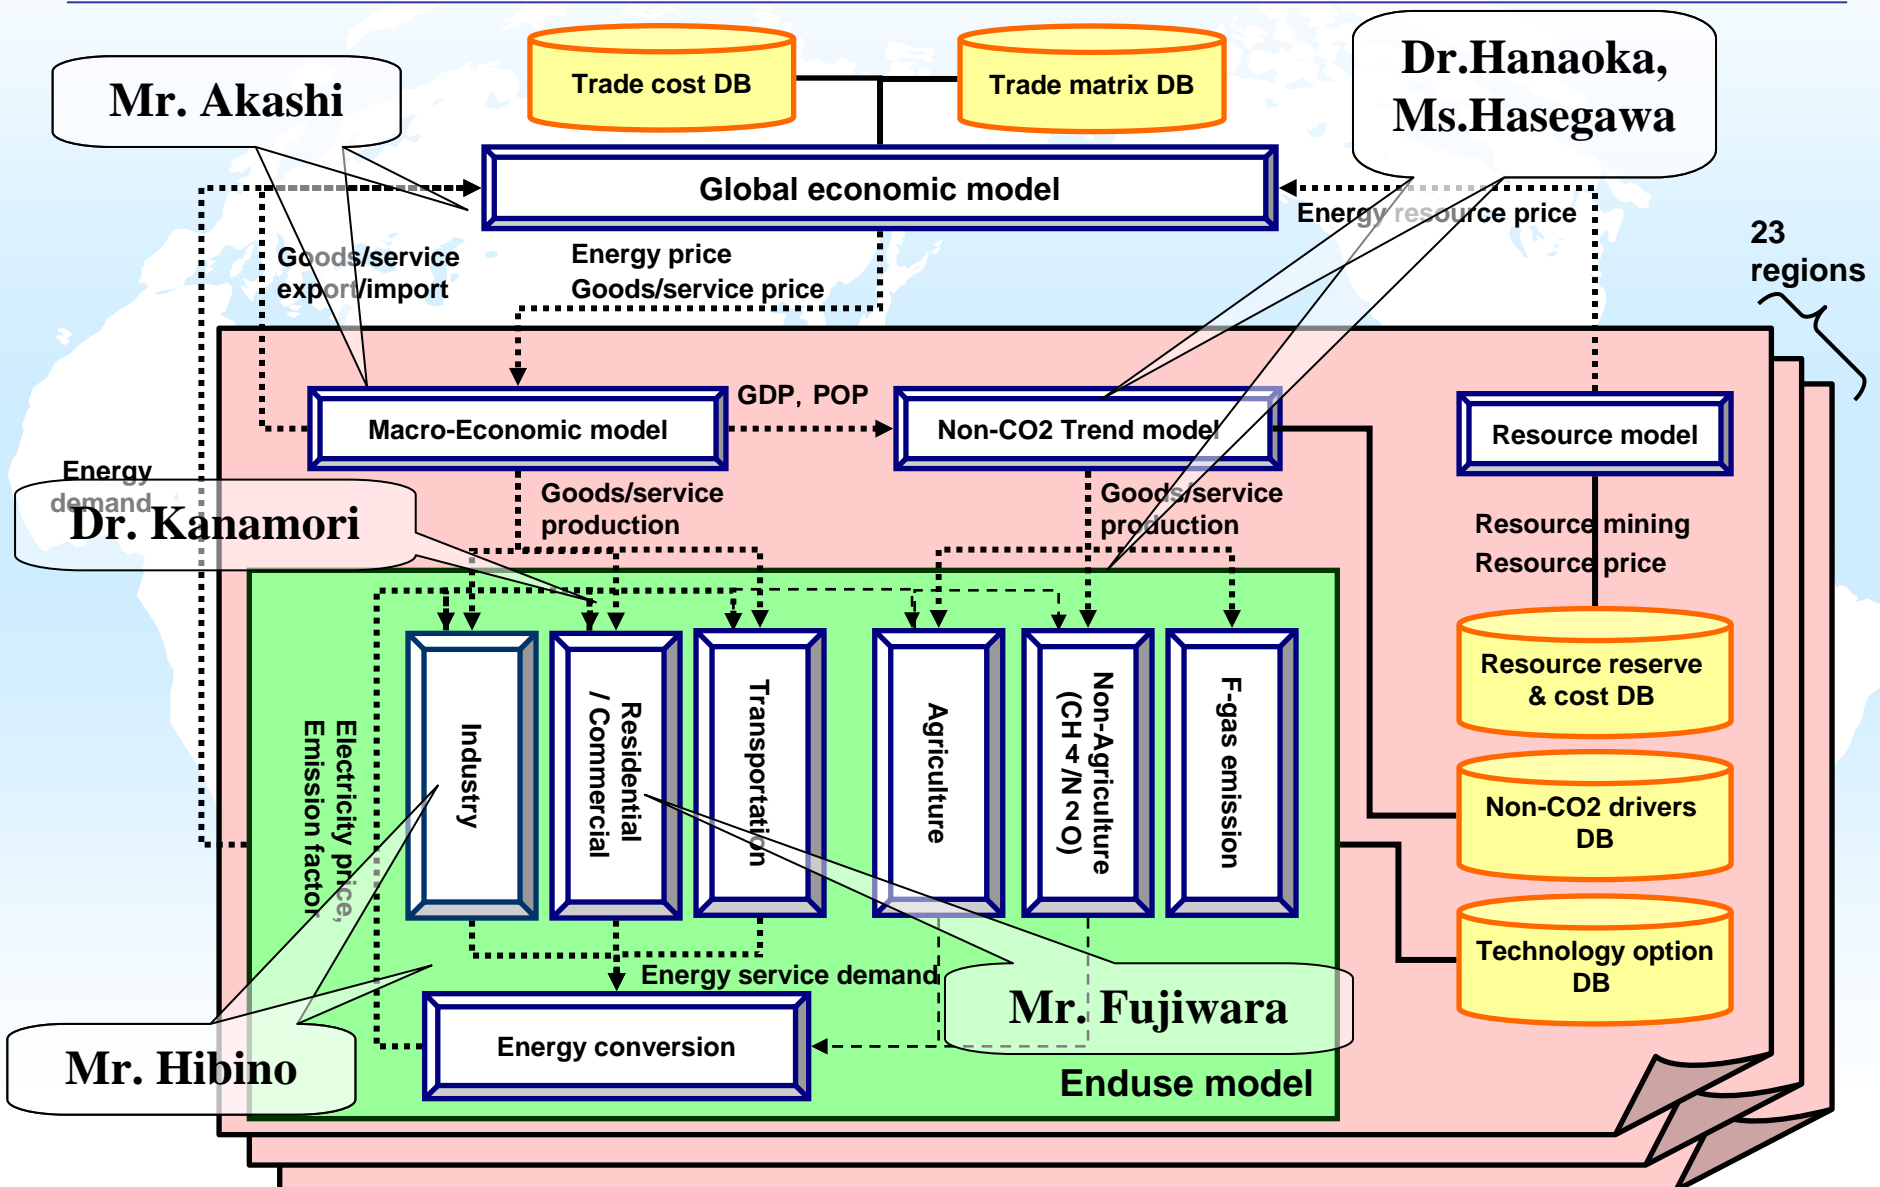 Trade cost DB
Trade matrix DB
Dr.Hanaoka,
Ms.Hasegawa
Mr. Akashi
Global economic model
Energy resource price
23
regions
Goods/service
export/import
Energy price
Goods/service price
Macro-Economic model
GDP, POP
Non-CO2 Trend model
Resource model
Energy
demand
Dr. Kanamori
Goods/service
production
Goods/service
production
Resource mining
Resource price
Industry
Residential
/ Commercial
Transportation
Agriculture
Non-Agriculture
(CH4/N2O)
F-gas emission
Resource reserve
& cost DB
Electricity price,
Emission factor
Non-CO2 drivers
DB
Technology option
DB
Energy service demand
Mr. Fujiwara
Mr. Hibino
Energy conversion
Enduse model